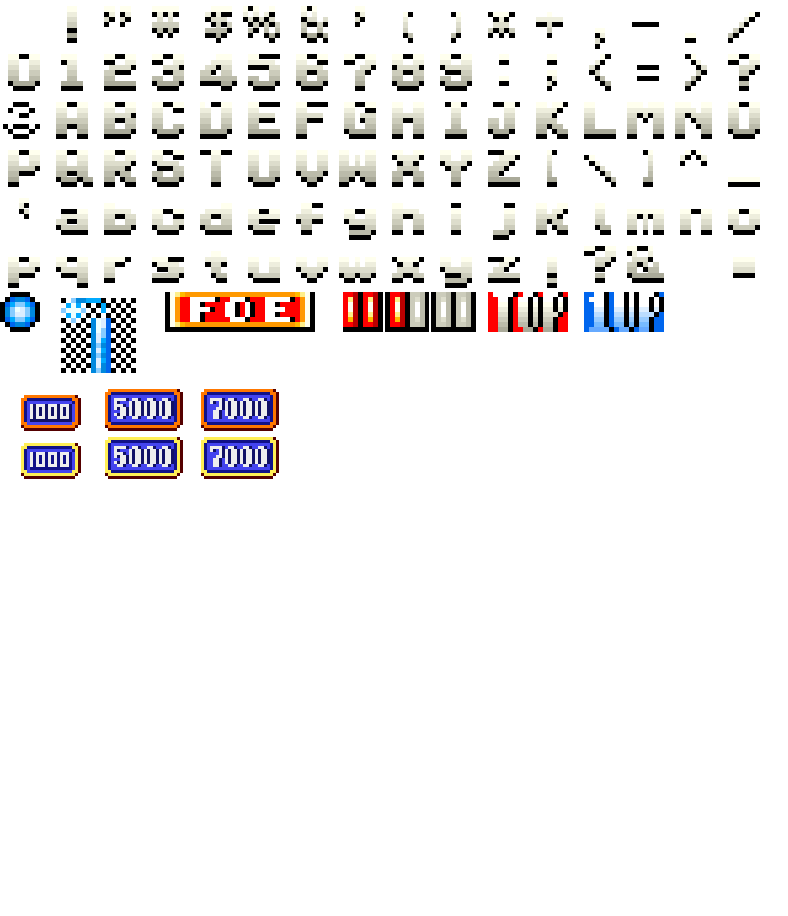 ! " # $ % & ' ( ) * + , - . /
0 1 2 3 4 5 6 7 8 9 : ; < = > ?
@ A B C D E F G H I J K L M N O
P Q R S T U V W X Y Z [ \ ] ^ _
` a b c d e f g h i j k l m n o
p q r s t u v w x y z
FOE
1000 5000 7000
1000 5000 7000